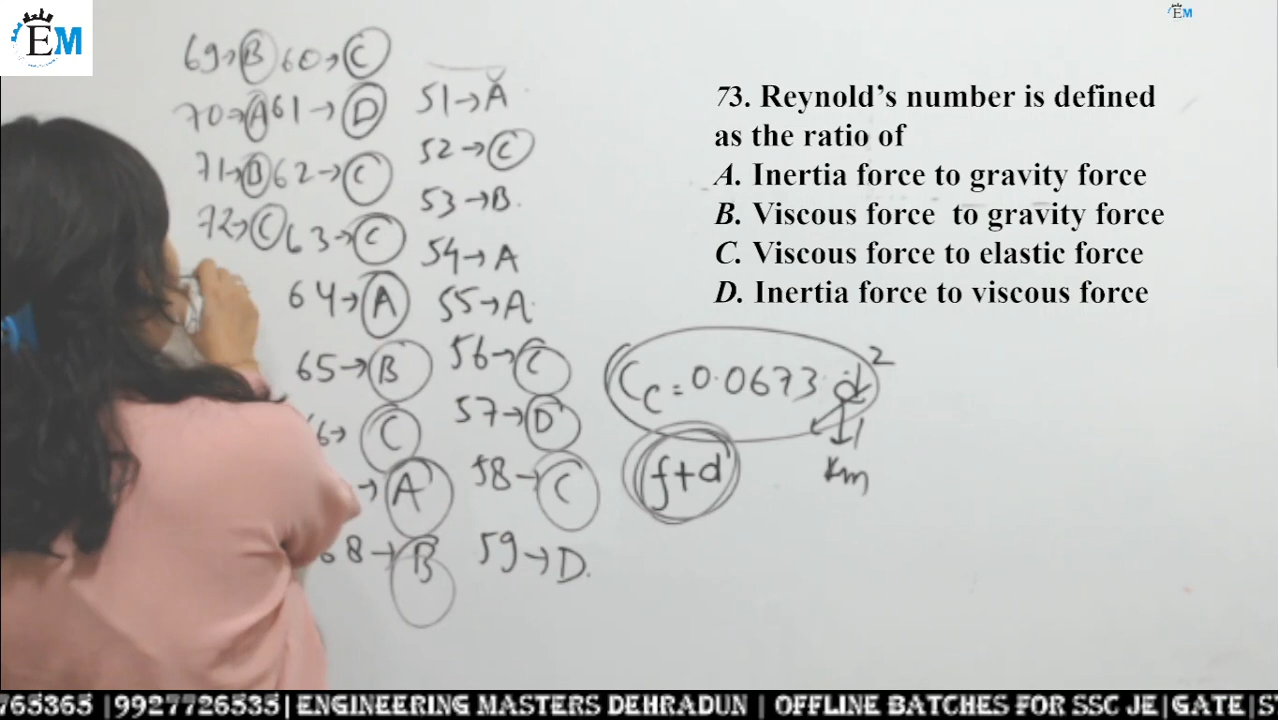 EM
EM
69→B 60→C
70→A 61→D 51→A
71→B 62→C 52→C
72→C 63→C 53→B.
64→A 54→A
65→B 55→A.
6→ C 56→C
→A 57→D
68→B 58→C
59→D.
73. Reynold's number is defined
as the ratio of
A. Inertia force to gravity force
B. Viscous force to gravity force
C. Viscous force to elastic force
D. Inertia force to viscous force
Cc = 0.0673 d²
km
f+d
765365 |9927726535| ENGINEERING MASTERS DEHRADUN | OFFLINE BATCHES FOR SSC JE|GATE|S